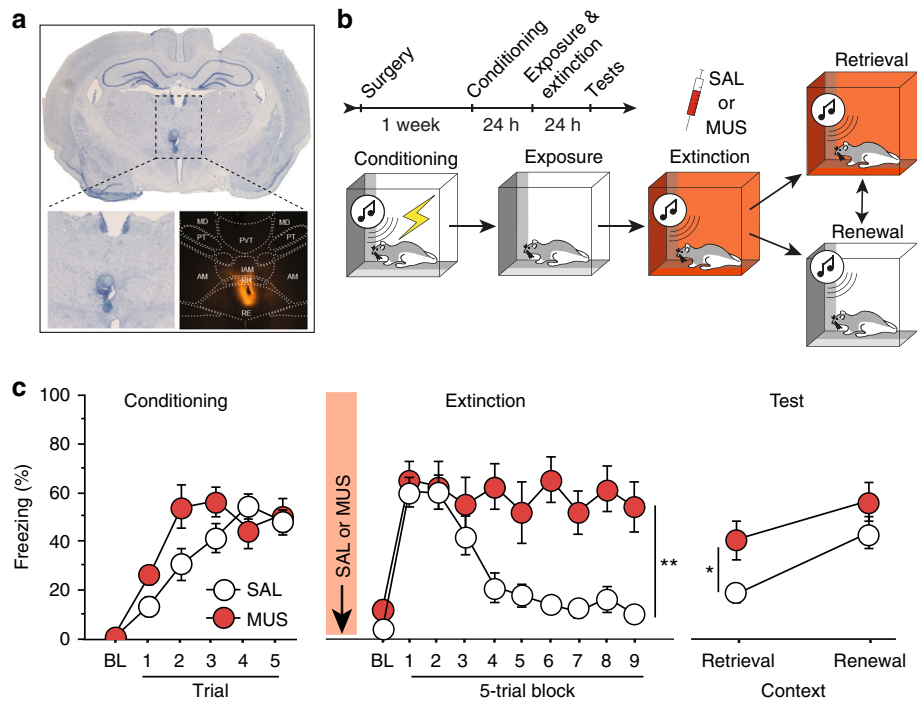 a
MD
MD
PT
PVT
PT
AM
IAM
AM
RH
RE
b
Surgery
Conditioning
Exposure &
extinction
Tests
1 week
24 h
24 h
SAL
or
MUS
Conditioning
Exposure
Extinction
Retrieval
Renewal
c
Conditioning
Extinction
Test
Freezing (%)
100
80
60
40
20
0
SAL
MUS
BL
1
2
3
4
5
Trial
SAL or MUS
**
BL
1
2
3
4
5
6
7
8
9
5-trial block
*
Retrieval
Renewal
Context